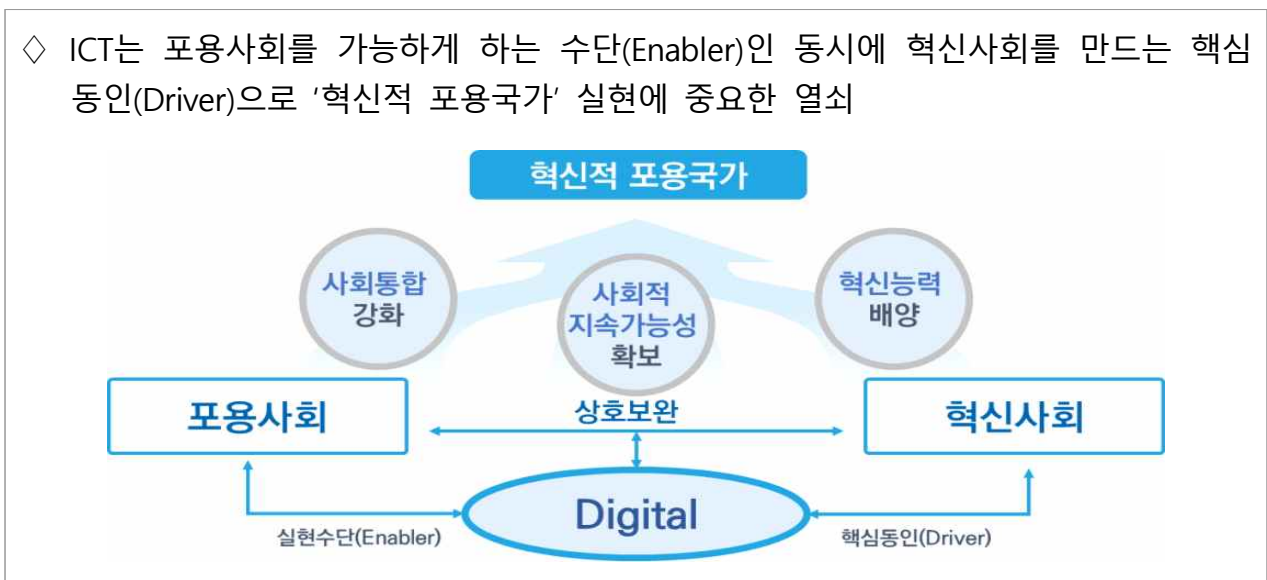 ◇ ICT는 포용사회를 가능하게 하는 수단(Enabler)인 동시에 혁신사회를 만드는 핵심
동인(Driver)으로 ‘혁신적 포용국가’ 실현에 중요한 열쇠
혁신적 포용국가
사회통합
강화
사회적
지속가능성
확보
혁신능력
배양
포용사회
상호보완
혁신사회
Digital
실현수단(Enabler)
핵심동인(Driver)